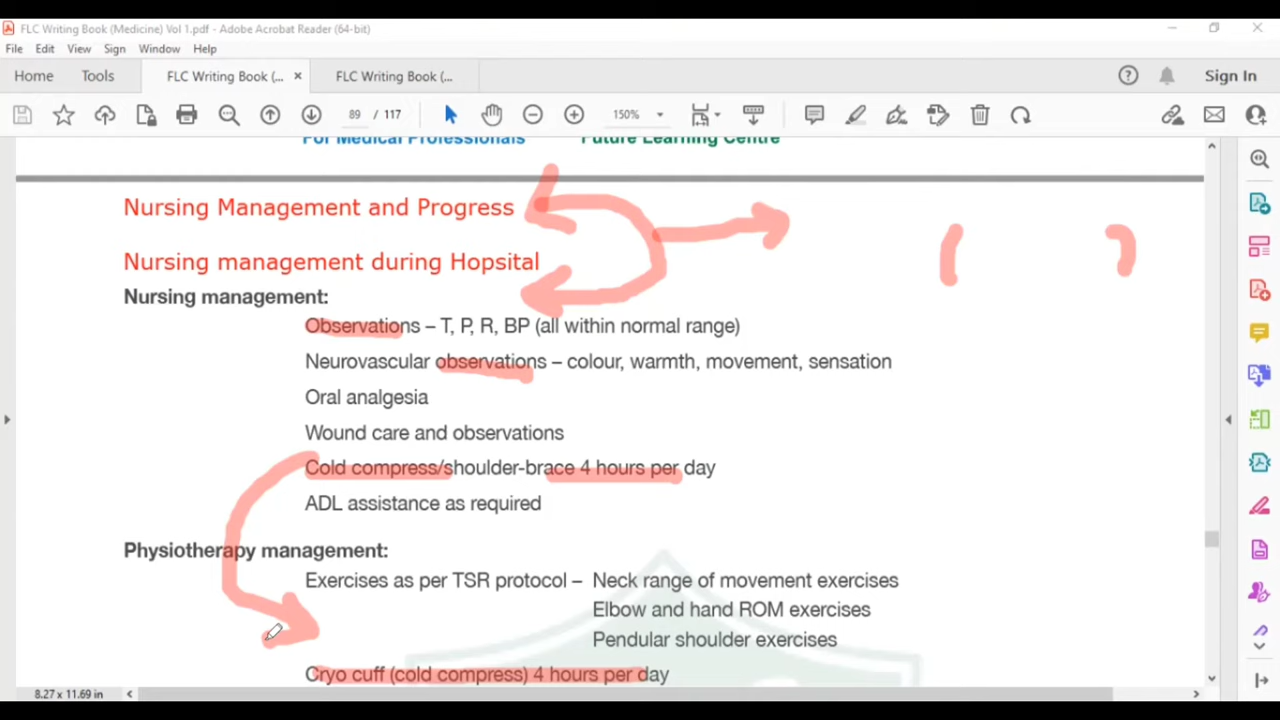 FLC Writing Book (Medicine) Vol 1.pdf - Adobe Acrobat Reader (64-bit)
File Edit View Sign Window Help
Home Tools FLC Writing Book (... × FLC Writing Book (... Sign In
89 / 117 150%
For Medical Professionals Future Learning Centre
Nursing Management and Progress
Nursing management during Hopsital
Nursing management:
Observations – T, P, R, BP (all within normal range)
Neurovascular observations – colour, warmth, movement, sensation
Oral analgesia
Wound care and observations
Cold compress/shoulder-brace 4 hours per day
ADL assistance as required
Physiotherapy management:
Exercises as per TSR protocol – Neck range of movement exercises
Elbow and hand ROM exercises
Pendular shoulder exercises
Cryo cuff (cold compress) 4 hours per day
8.27 x 11.69 in